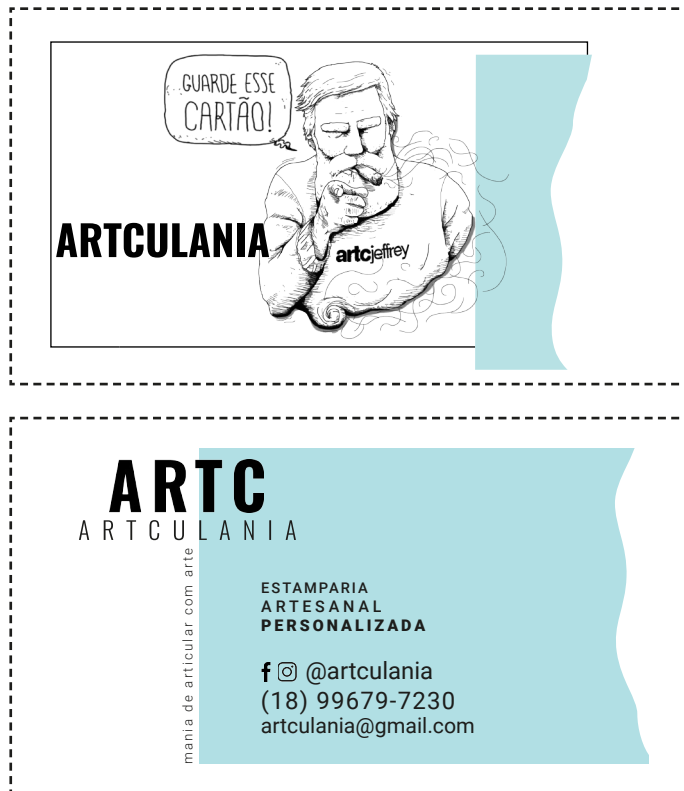 GUARDE ESSE
CARTÃO!
ARTCULANIA
artcjeffrey
ARTC
ARTCULANIA
mania de articular com arte
ESTAMPARIA
ARTESANAL
PERSONALIZADA
@artculania
(18) 99679-7230
artculania@gmail.com